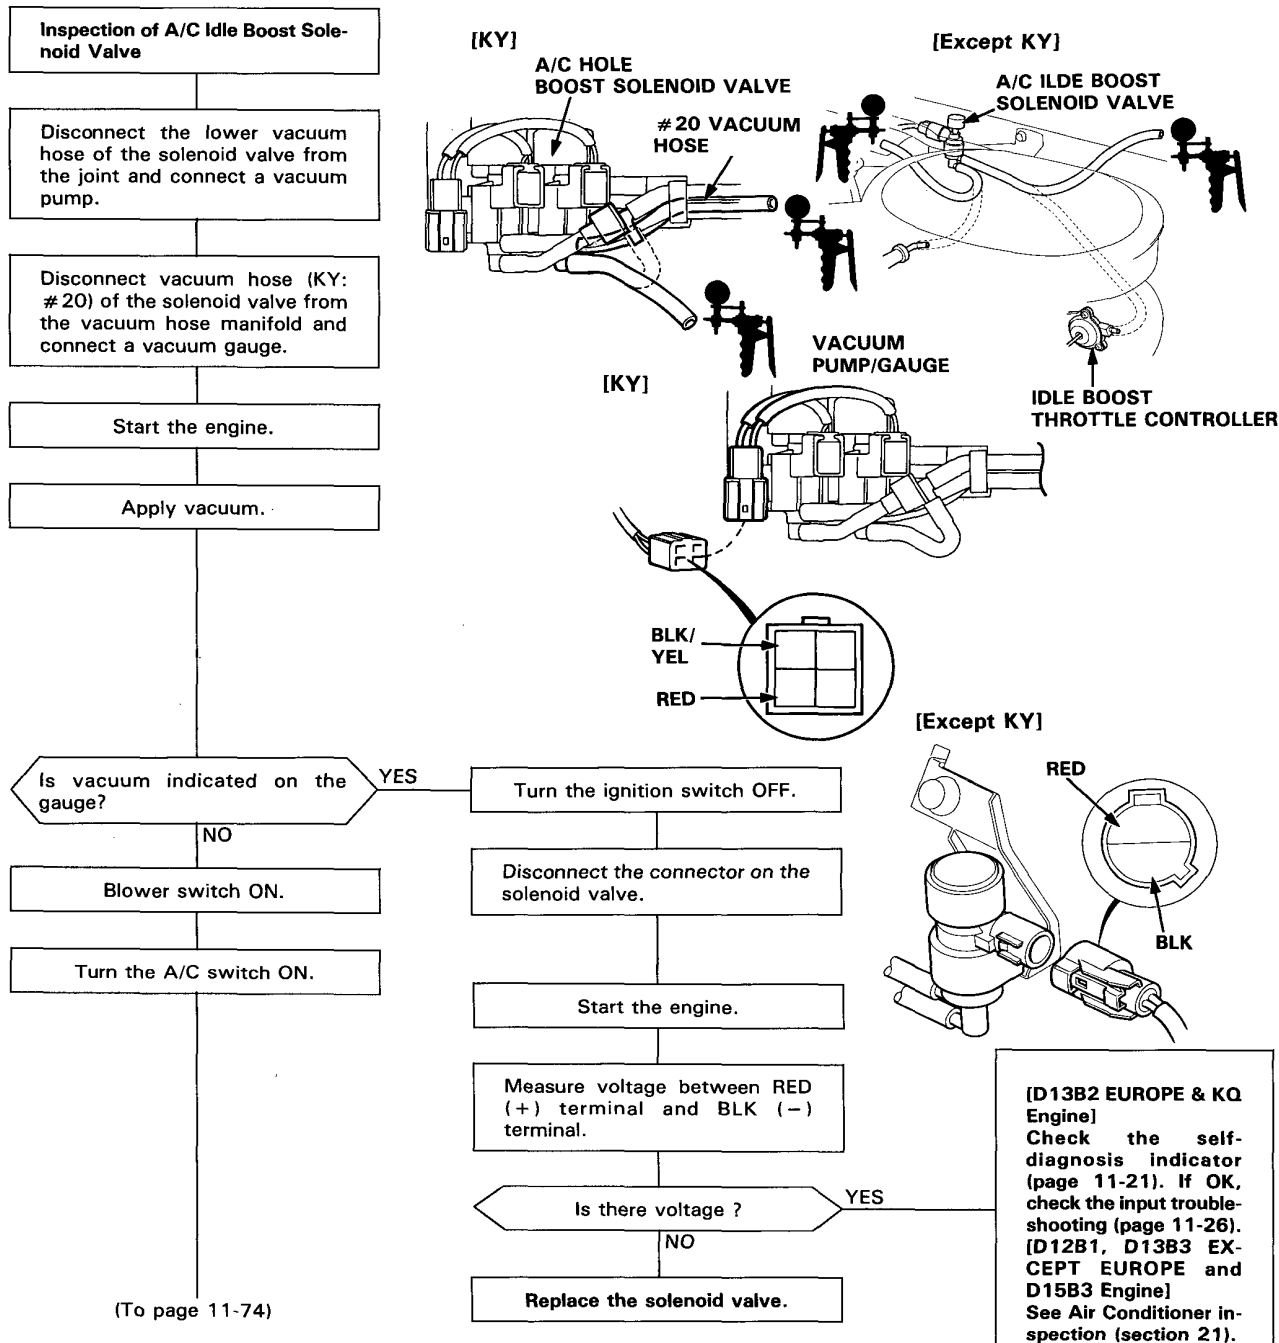 Inspection of A/C Idle Boost Sole-
noid Valve
Disconnect the lower vacuum
hose of the solenoid valve from
the joint and connect a vacuum
pump.
Disconnect vacuum hose (KY:
#20) of the solenoid valve from
the vacuum hose manifold and
connect a vacuum gauge.
Start the engine.
Apply vacuum.
[KY]
A/C HOLE
BOOST SOLENOID VALVE
#20 VACUUM
HOSE
[Except KY]
A/C ILDE BOOST
SOLENOID VALVE
VACUUM
PUMP/GAUGE
IDLE BOOST
THROTTLE CONTROLLER
[KY]
BLK/
YEL
RED
[Except KY]
RED
BLK
Is vacuum indicated on the
gauge?
YES
NO
Blower switch ON.
Turn the A/C switch ON.
(To page 11-74)
Turn the ignition switch OFF.
Disconnect the connector on the
solenoid valve.
Start the engine.
Measure voltage between RED
(+) terminal and BLK (−)
terminal.
Is there voltage ?
YES
NO
Replace the solenoid valve.
[D13B2 EUROPE & KQ
Engine]
Check the self-
diagnosis indicator
(page 11-21). If OK,
check the input trouble-
shooting (page 11-26).
[D12B1, D13B3 EX-
CEPT EUROPE and
D15B3 Engine]
See Air Conditioner in-
spection (section 21).